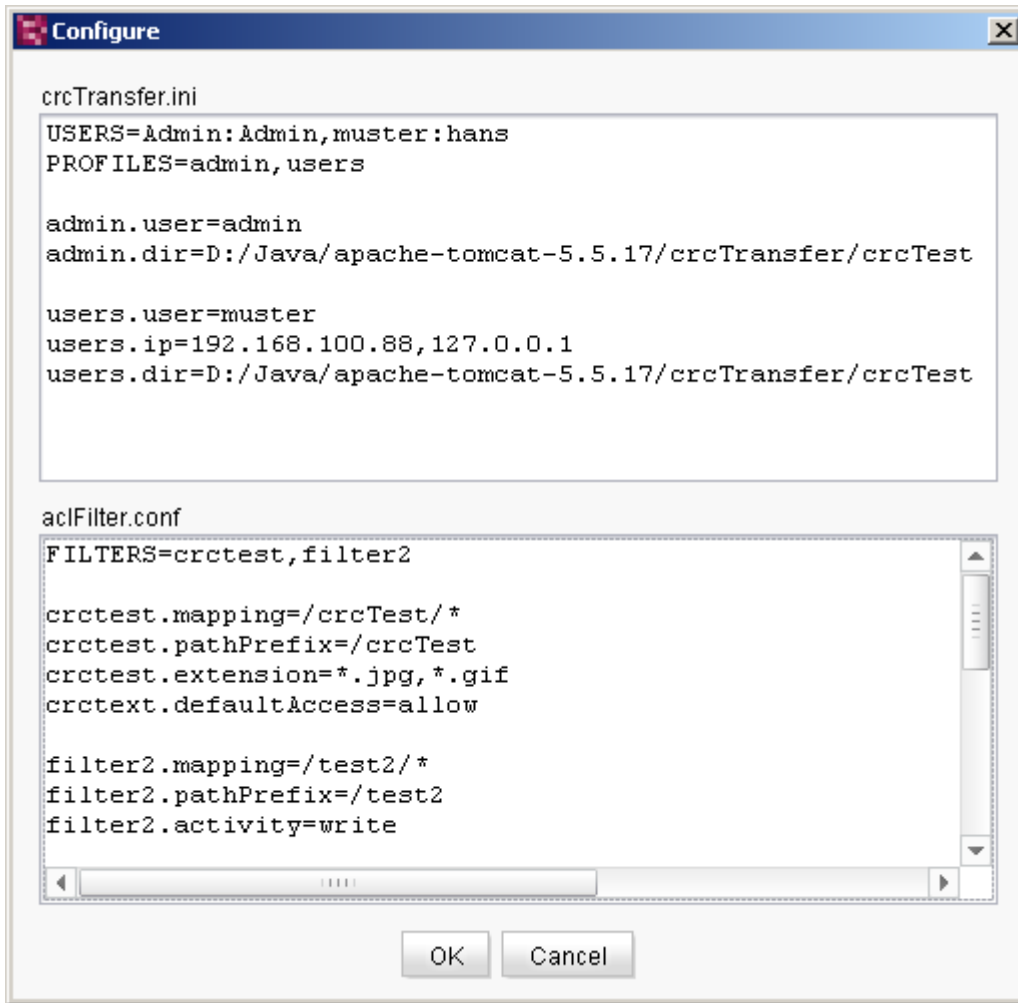 Configure
crcTransfer.ini
USERS=Admin:Admin,muster:hans
PROFILES=admin,users
admin.user=admin
admin.dir=D:/Java/apache-tomcat-5.5.17/crcTransfer/crcTest
users.user=muster
users.ip=192.168.100.88,127.0.0.1
users.dir=D:/Java/apache-tomcat-5.5.17/crcTransfer/crcTest
aclFilter.conf
FILTERS=crctest,filter2
crctest.mapping=/crcTest/*
crctest.pathPrefix=/crcTest
crctest.extension=*.jpg,*.gif
crctext.defaultAccess=allow
filter2.mapping=/test2/*
filter2.pathPrefix=/test2
filter2.activity=write
OK Cancel